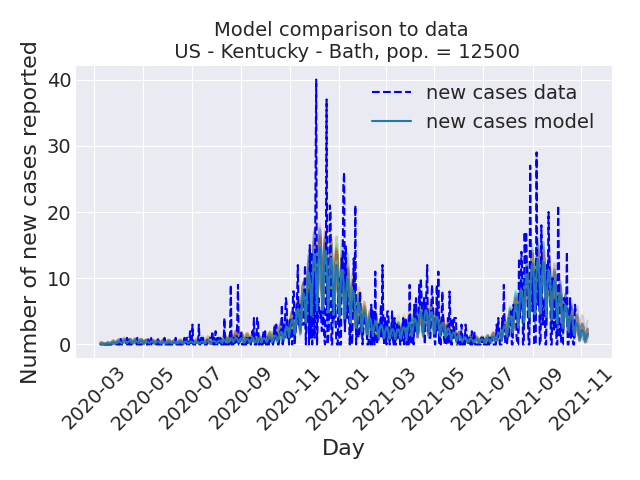 Model comparison to data
US - Kentucky - Bath, pop. = 12500
Number of new cases reported
40
30
20
10
0
new cases data
new cases model
2020-03
2020-05
2020-07
2020-09
2020-11
2021-01
2021-03
2021-05
2021-07
2021-09
2021-11
Day